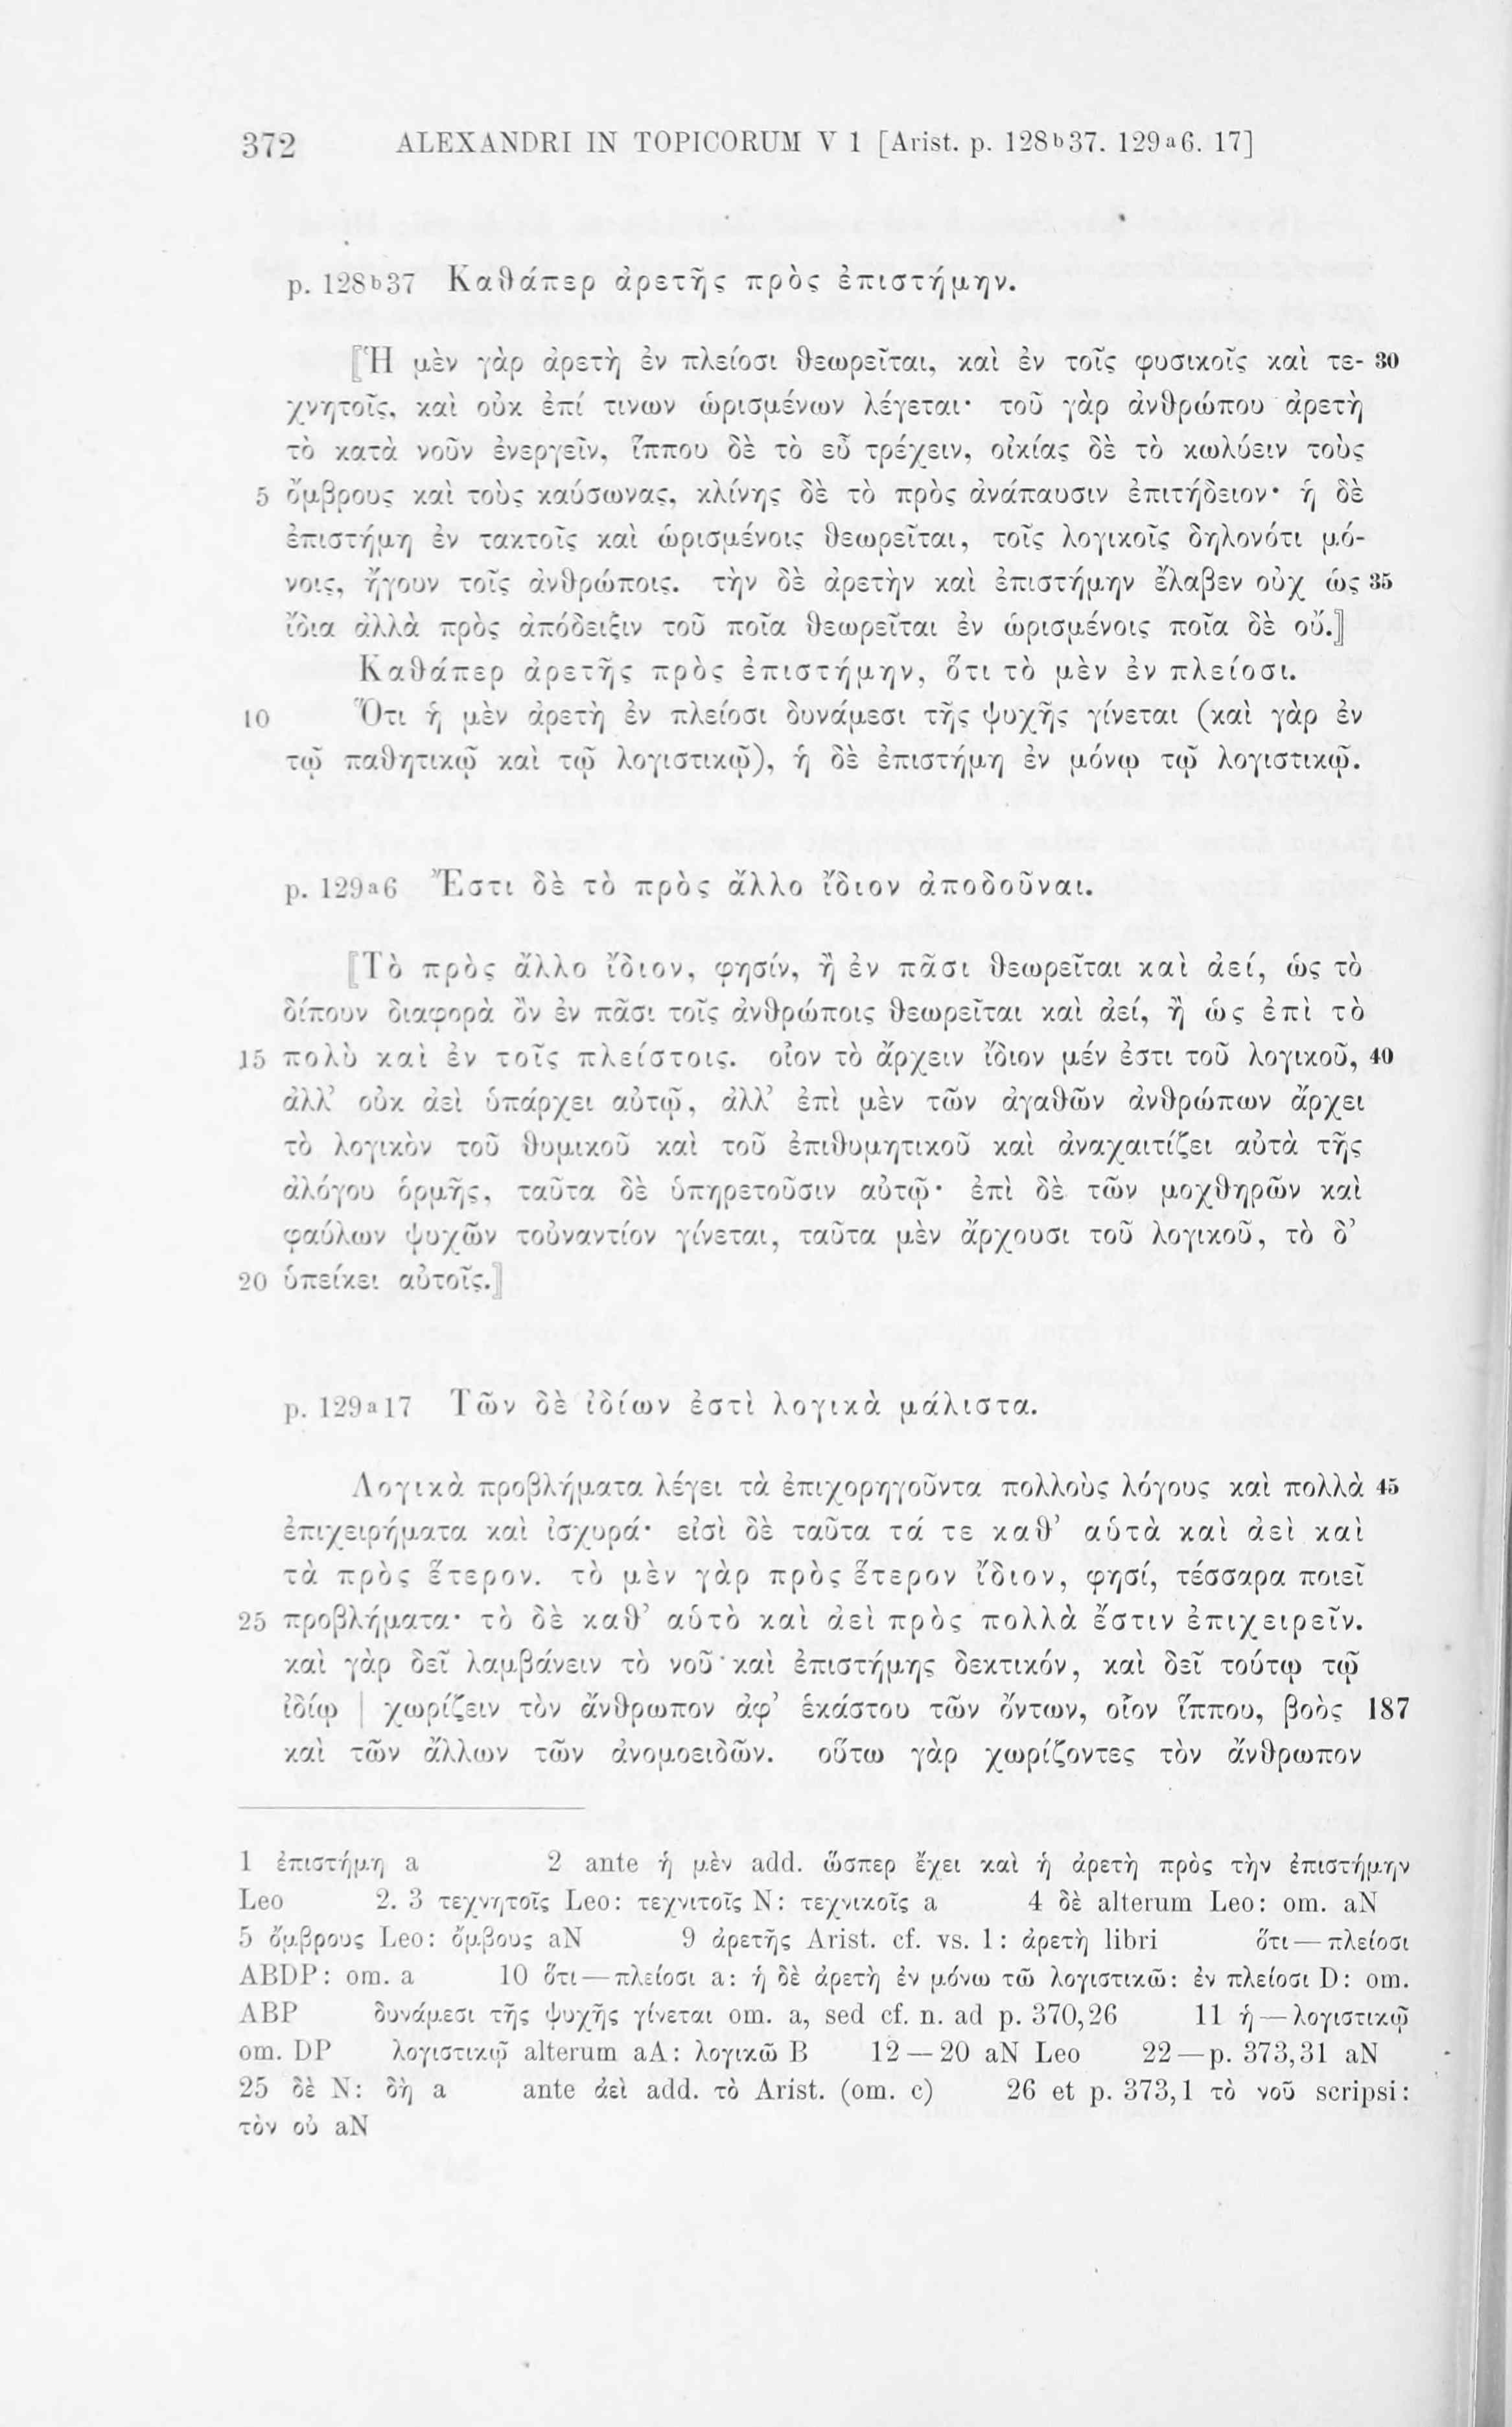 372 ALEXANDRI IN TOPICORUM V 1 [Arist. p. 128b37. 129a6. 17]
p. 128b37 Καθάπερ ἀρετῆς πρὸς ἐπιστήμην.
⟦Ἡ μὲν γὰρ ἀρετὴ ἐν πλείοσι θεωρεῖται, καὶ ἐν τοῖς φυσικοῖς καὶ τε- 30
χνητοῖς, καὶ οὐκ ἐπί τινων ὡρισμένων λέγεται· τοῦ γὰρ ἀνθρώπου ἀρετὴ
τὸ κατὰ νοῦν ἐνεργεῖν, ἵππου δὲ τὸ εὖ τρέχειν, οἰκίας δὲ τὸ κωλύειν τοὺς
5 ὄμβρους καὶ τοὺς καύσωνας, κλίνης δὲ τὸ πρὸς ἀνάπαυσιν ἐπιτήδειον· ἡ δὲ
ἐπιστήμη ἐν τακτοῖς καὶ ὡρισμένοις θεωρεῖται, τοῖς λογικοῖς δηλονότι μό-
νοις, ἤγουν τοῖς ἀνθρώποις. τὴν δὲ ἀρετὴν καὶ ἐπιστήμην ἔλαβεν οὐχ ὡς 35
ἴδια ἀλλὰ πρὸς ἀπόδειξιν τοῦ ποῖα θεωρεῖται ἐν ὡρισμένοις ποῖα δὲ οὔ.⟧
Καθάπερ ἀρετῆς πρὸς ἐπιστήμην, ὅτι τὸ μὲν ἐν πλείοσι.
10 Ὅτι ἡ μὲν ἀρετὴ ἐν πλείοσι δυνάμεσι τῆς ψυχῆς γίνεται (καὶ γὰρ ἐν
τῷ παθητικῷ καὶ τῷ λογιστικῷ), ἡ δὲ ἐπιστήμη ἐν μόνῳ τῷ λογιστικῷ.
p. 129a6 Ἔστι δὲ τὸ πρὸς ἄλλο ἴδιον ἀποδοῦναι.
⟦Τὸ πρὸς ἄλλο ἴδιον, φησίν, ἢ ἐν πᾶσι θεωρεῖται καὶ ἀεί, ὡς τὸ
δίπουν διαφορὰ ὂν ἐν πᾶσι τοῖς ἀνθρώποις θεωρεῖται καὶ ἀεί, ἢ ὡς ἐπὶ τὸ
15 πολὺ καὶ ἐν τοῖς πλείστοις. οἷον τὸ ἄρχειν ἴδιον μέν ἐστι τοῦ λογικοῦ, 40
ἀλλ’ οὐκ ἀεὶ ὑπάρχει αὐτῷ, ἀλλ’ ἐπὶ μὲν τῶν ἀγαθῶν ἀνθρώπων ἄρχει
τὸ λογικὸν τοῦ θυμικοῦ καὶ τοῦ ἐπιθυμητικοῦ καὶ ἀναχαιτίζει αὐτὰ τῆς
ἀλόγου ὁρμῆς, ταῦτα δὲ ὑπηρετοῦσιν αὐτῷ· ἐπὶ δὲ τῶν μοχθηρῶν καὶ
φαύλων ψυχῶν τοὐναντίον γίνεται, ταῦτα μὲν ἄρχουσι τοῦ λογικοῦ, τὸ δ’
20 ὑπείκει αὐτοῖς.⟧
p. 129a17 Τῶν δὲ ἰδίων ἐστὶ λογικὰ μάλιστα.
Λογικὰ προβλήματα λέγει τὰ ἐπιχορηγοῦντα πολλοὺς λόγους καὶ πολλὰ 45
ἐπιχειρήματα καὶ ἰσχυρά· εἰσὶ δὲ ταῦτα τά τε καθ’ αὑτὰ καὶ ἀεὶ καὶ
τὰ πρὸς ἕτερον. τὸ μὲν γὰρ πρὸς ἕτερον ἴδιον, φησί, τέσσαρα ποιεῖ
25 προβλήματα· τὸ δὲ καθ’ αὑτὸ καὶ ἀεὶ πρὸς πολλὰ ἔστιν ἐπιχειρεῖν.
καὶ γὰρ δεῖ λαμβάνειν τὸ νοῦ καὶ ἐπιστήμης δεκτικόν, καὶ δεῖ τούτῳ τῷ
ἰδίῳ | χωρίζειν τὸν ἄνθρωπον ἀφ’ ἑκάστου τῶν ὄντων, οἷον ἵππου, βοὸς 187
καὶ τῶν ἄλλων τῶν ἀνομοειδῶν. οὕτω γὰρ χωρίζοντες τὸν ἄνθρωπον
1 ἐπιστήμη a 2 ante ἡ μὲν add. ὥσπερ ἔχει καὶ ἡ ἀρετὴ πρὸς τὴν ἐπιστήμην
Leo 2. 3 τεχνητοῖς Leo: τεχνιτοῖς N: τεχνικοῖς a 4 δὲ alterum Leo: om. aN
5 ὄμβρους Leo: ὄμβους aN 9 ἀρετῆς Arist. cf. vs. 1: ἀρετὴ libri ὅτι — πλείοσι
ABDP: om. a 10 ὅτι — πλείοσι a: ἡ δὲ ἀρετὴ ἐν μόνω τῶ λογιστικῶ: ἐν πλείοσι D: om.
ABP δυνάμεσι τῆς ψυχῆς γίνεται om. a, sed cf. n. ad p. 370,26 11 ἡ — λογιστικῷ
om. DP λογιστικῷ alterum aA: λογικῶ B 12 — 20 aN Leo 22 — p. 373,31 aN
25 δὲ N: δὴ a ante ἀεὶ add. τὸ Arist. (om. c) 26 et p. 373,1 τὸ νοῦ scripsi:
τὸν οὐ aN